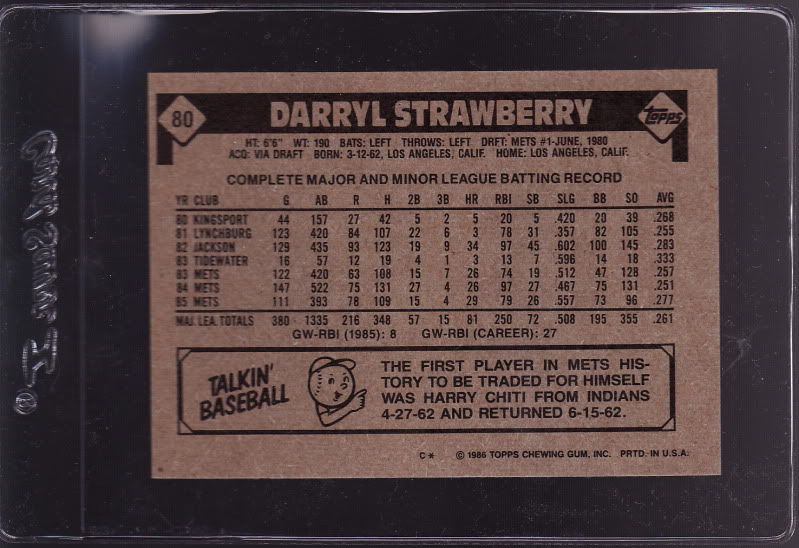 80
DARRYL STRAWBERRY
Topps
HT: 6'6" WT: 190 BATS: LEFT THROWS: LEFT DRFT: METS #1-JUNE, 1980
ACQ: VIA DRAFT BORN: 3-12-62, LOS ANGELES, CALIF. HOME: LOS ANGELES, CALIF.
COMPLETE MAJOR AND MINOR LEAGUE BATTING RECORD
YR CLUB G AB R H 2B 3B HR RBI SB SLG BB SO AVG
80 KINGSPORT 44 157 27 42 5 2 5 20 5 .420 20 39 .268
81 LYNCHBURG 123 420 84 107 22 6 3 78 31 .357 82 105 .255
82 JACKSON 129 435 93 123 19 9 34 97 45 .602 100 145 .283
83 TIDEWATER 16 57 12 19 4 1 3 13 7 .596 14 18 .333
83 METS 122 420 63 108 15 7 26 74 19 .512 47 128 .257
84 METS 147 522 75 131 27 4 26 97 27 .467 75 131 .251
85 METS 111 393 78 109 15 4 29 79 26 .557 73 96 .277
MAJ. LEA. TOTALS 380 1335 216 348 57 15 81 250 72 .508 195 355 .261
GW-RBI (1985): 8 GW-RBI (CAREER): 27
TALKIN'
BASEBALL
THE FIRST PLAYER IN METS HIS-
TORY TO BE TRADED FOR HIMSELF
WAS HARRY CHITI FROM INDIANS
4-27-62 AND RETURNED 6-15-62.
C* © 1986 TOPPS CHEWING GUM, INC. PRTD. IN U.S.A.